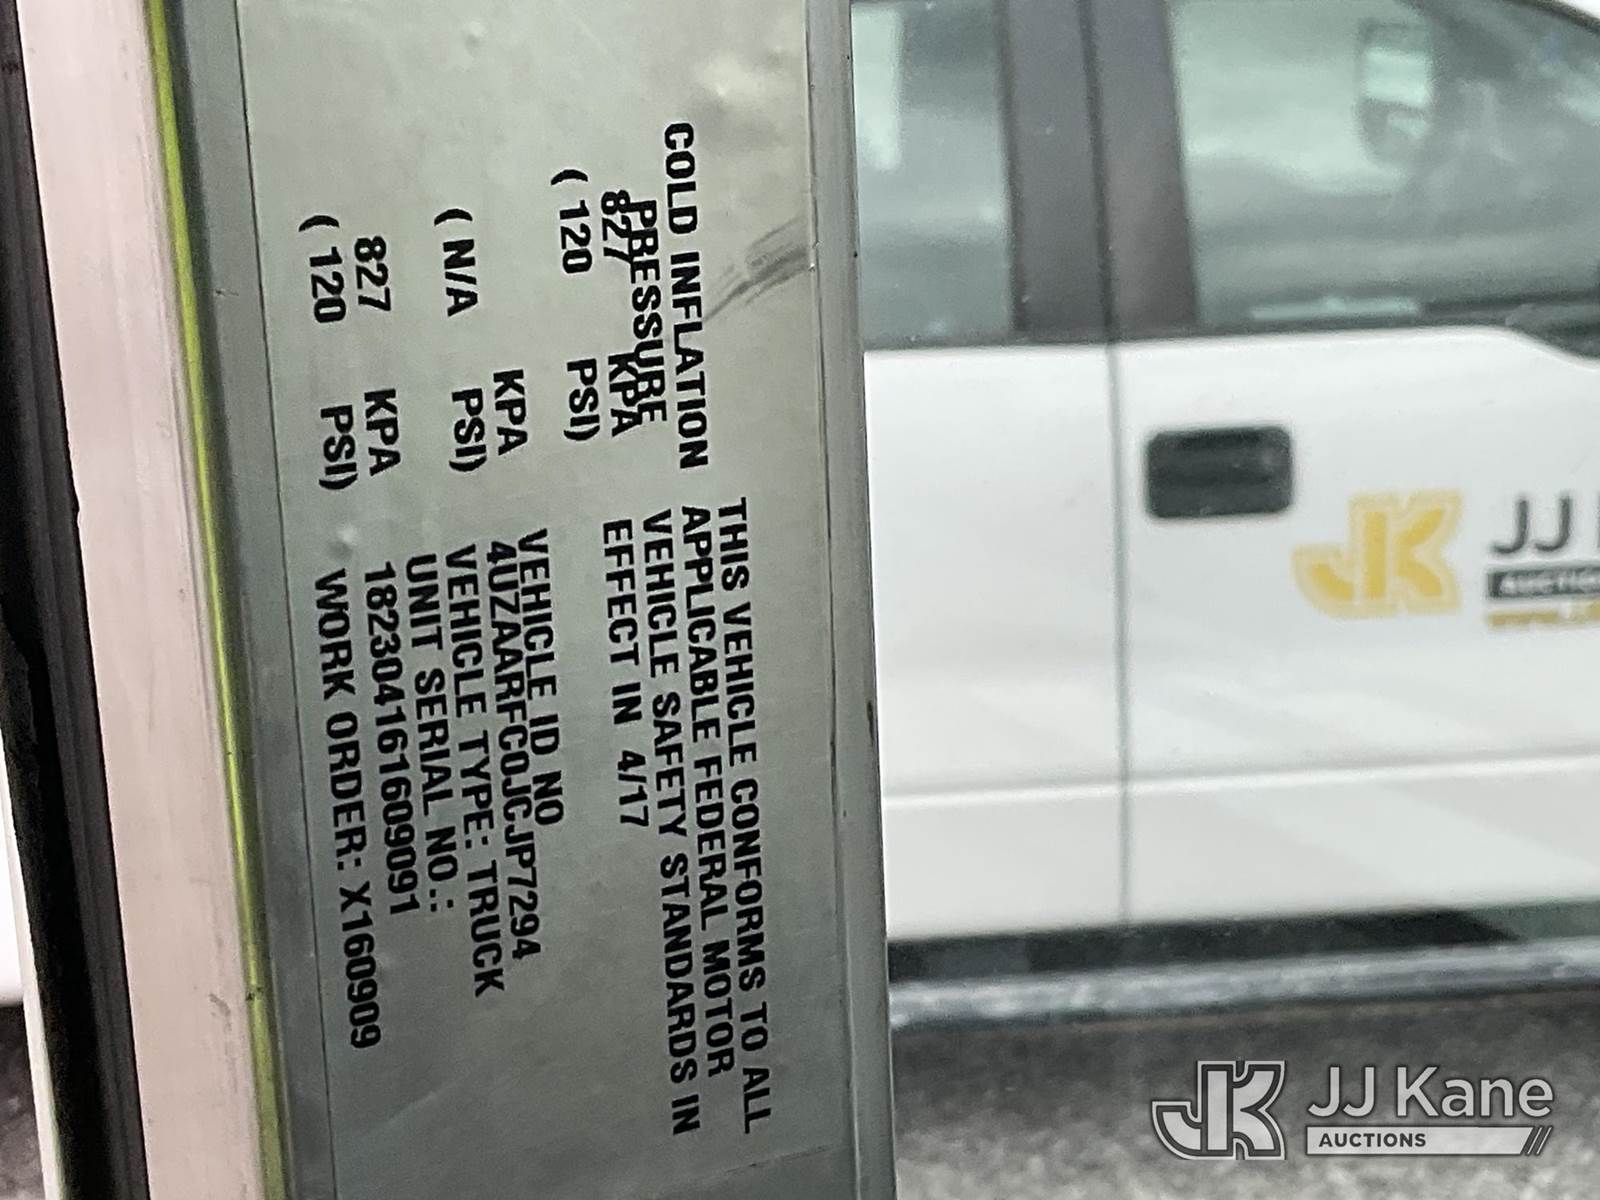 COLD INFLATION
PRESSURE
827 KPA
( 120 PSI)
KPA
( N/A PSI)
827 KPA
( 120 PSI)
THIS VEHICLE CONFORMS TO ALL
APPLICABLE FEDERAL MOTOR
VEHICLE SAFETY STANDARDS IN
EFFECT IN 4/17
VEHICLE ID NO
4UZAARFC0JCJP7294
VEHICLE TYPE: TRUCK
UNIT SERIAL NO.:
18230416160909​1
WORK ORDER: X160909
JK
JJ
JK
JJ Kane
AUCTIONS